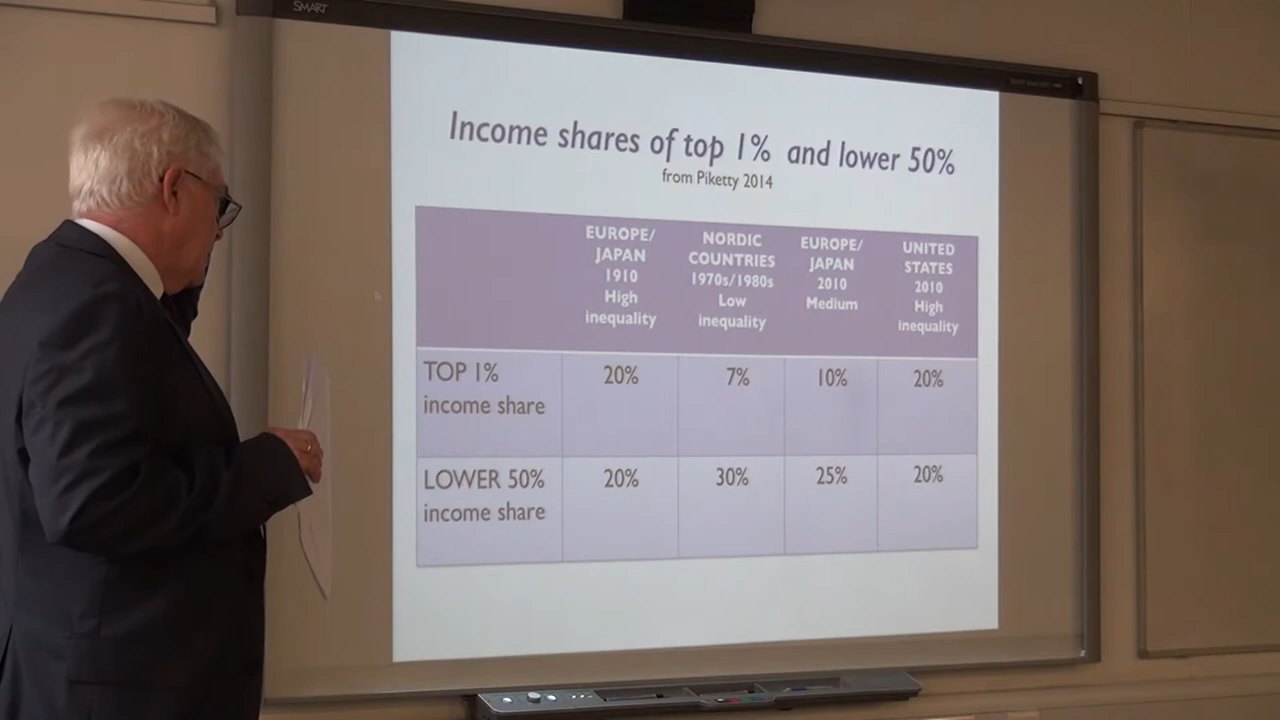 SMART
Income shares of top 1% and lower 50%
from Piketty 2014
EUROPE/
JAPAN
1910
High
inequality
NORDIC
COUNTRIES
1970s/1980s
Low
inequality
EUROPE/
JAPAN
2010
Medium
UNITED
STATES
2010
High
inequality
TOP 1%
income share
20%
7%
10%
20%
LOWER 50%
income share
20%
30%
25%
20%